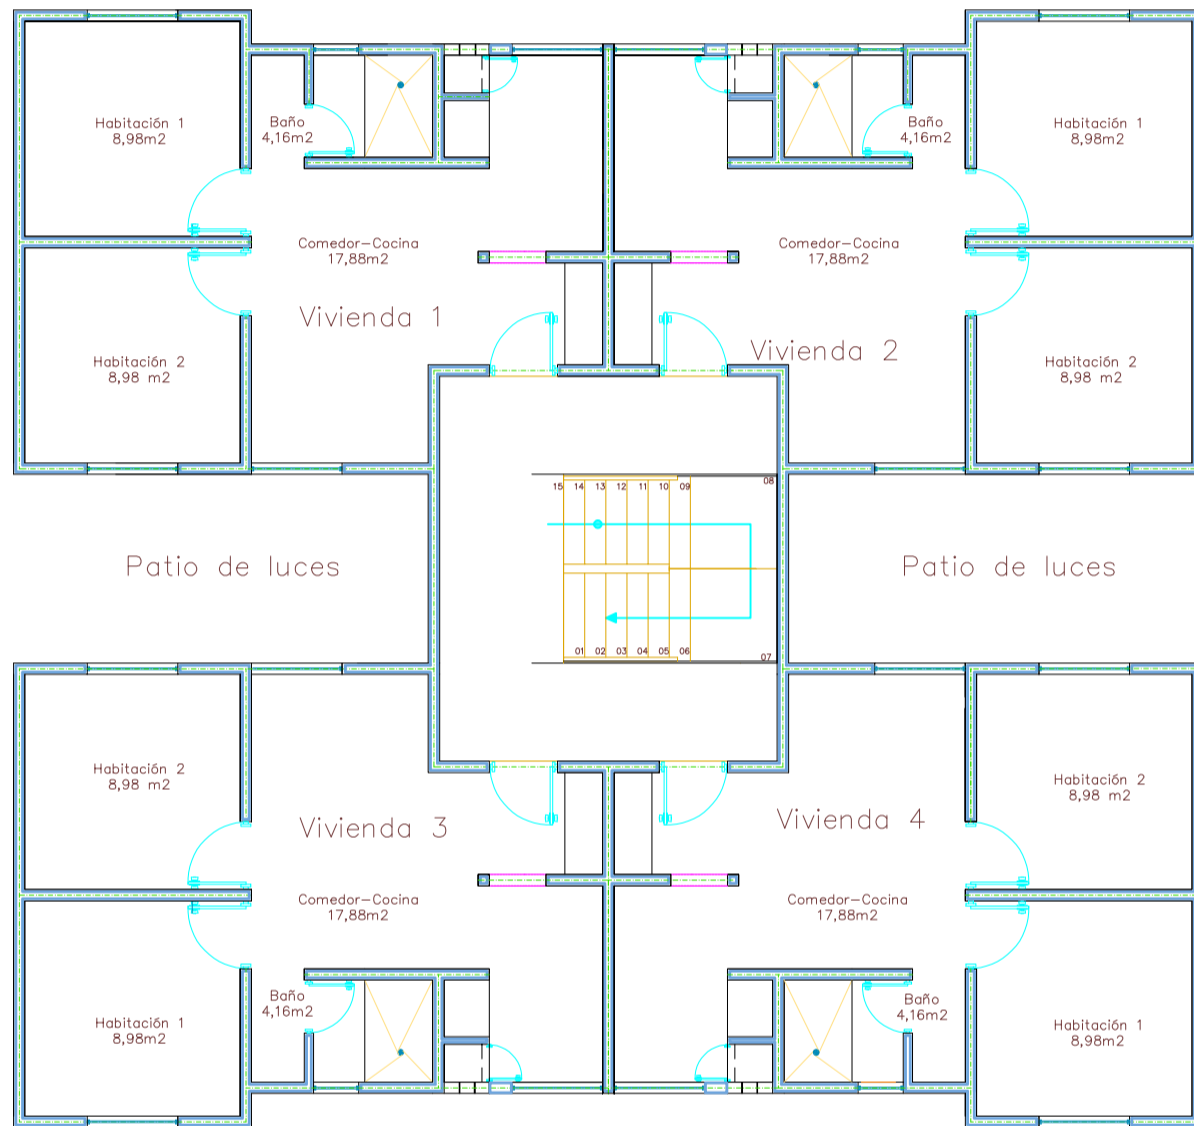 Habitación 1
8,98m2
Baño
4,16m2
Baño
4,16m2
Habitación 1
8,98m2
Comedor-Cocina
17,88m2
Comedor-Cocina
17,88m2
Vivienda 1
Vivienda 2
Habitación 2
8,98 m2
Habitación 2
8,98 m2
15 14 13 12 11 10 09 08
Patio de luces
Patio de luces
01 02 03 04 05 06 07
Habitación 2
8,98 m2
Habitación 2
8,98 m2
Vivienda 3
Vivienda 4
Comedor-Cocina
17,88m2
Comedor-Cocina
17,88m2
Baño
4,16m2
Baño
4,16m2
Habitación 1
8,98m2
Habitación 1
8,98m2